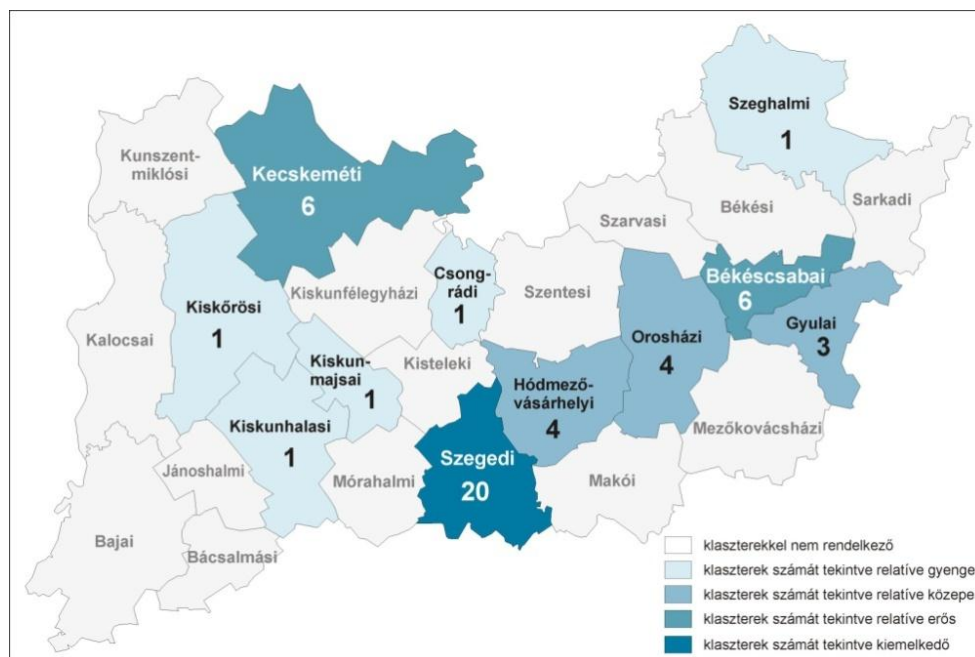 Szeghalmi
1
Kunszent-
miklósi
Kecskeméti
6
Sarkadi
Békési
Szarvasi
Csong-
rádi
1
Békéscsabai
6
Kiskunfélegyházi
Szentesi
Kiskőrösi
1
Gyulai
3
Orosházi
4
Kalocsai
Kiskun-
majsai
1
Kisteleki
Hódmező-
vásárhelyi
4
Kiskunhalasi
1
Mezőkovácsházi
Szegedi
20
Jánoshalmi
Mórahalmi
Makói
Bajai
Bácsalmási
klaszterekkel nem rendelkező
klaszterek számát tekintve relatíve gyenge
klaszterek számát tekintve relatíve közepe
klaszterek számát tekintve relatíve erős
klaszterek számát tekintve kiemelkedő